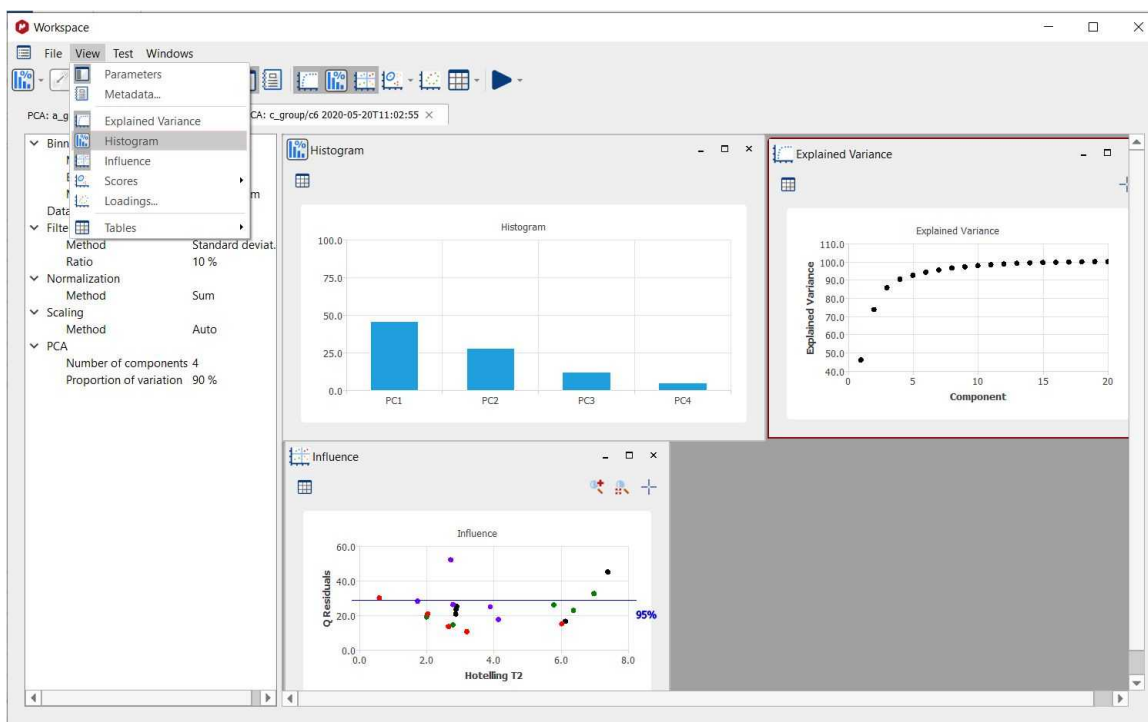 Workspace
File View Test Windows
Parameters
Metadata...
Explained Variance
Histogram
Influence
Scores
Loadings...
Tables
PCA: a_g
CA: c_group/c6 2020-05-20T11:02:55
Binn
m
Data
Filte
Method Standard deviat.
Ratio 10 %
Normalization
Method Sum
Scaling
Method Auto
PCA
Number of components 4
Proportion of variation 90 %
Histogram
Histogram
100.0
75.0
50.0
25.0
0.0
PC1 PC2 PC3 PC4
Explained Variance
Explained Variance
Explained Variance
110.0
100.0
90.0
80.0
70.0
60.0
50.0
40.0
0 5 10 15 20
Component
Influence
Influence
Q Residuals
60.0
40.0
20.0
0.0
95%
0.0 2.0 4.0 6.0 8.0
Hotelling T2